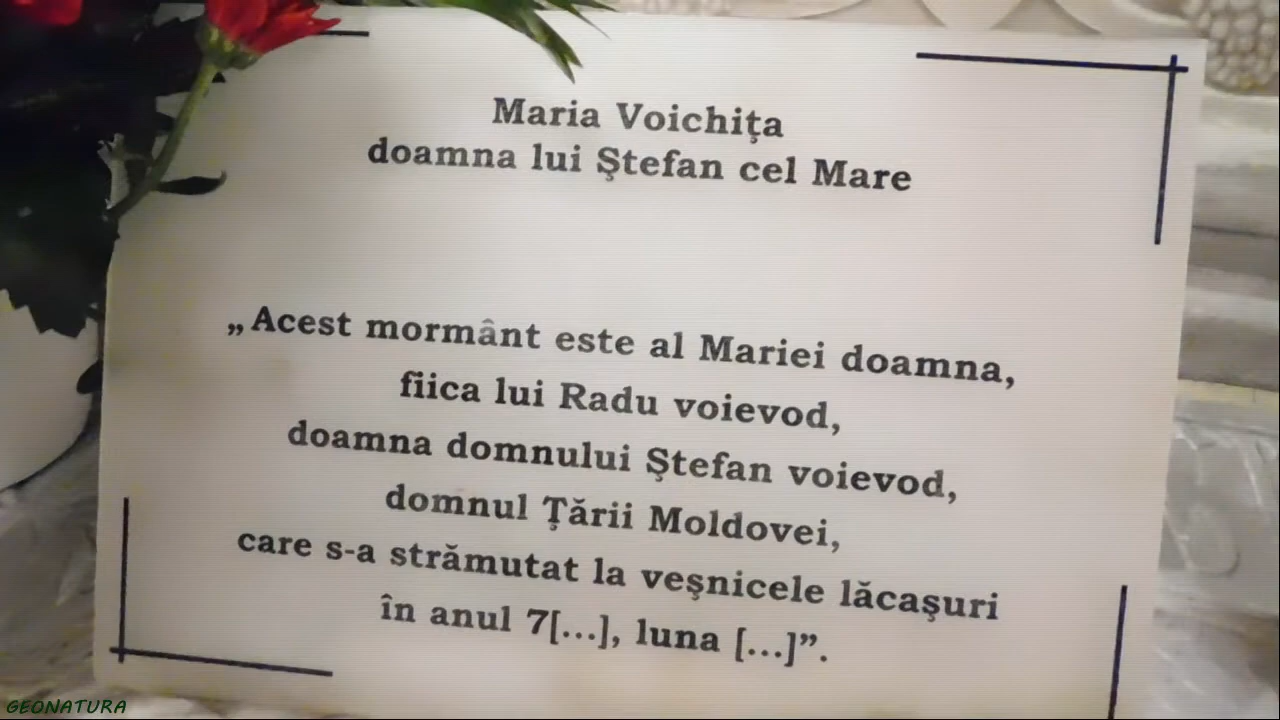 Maria Voichiţa
doamna lui Ştefan cel Mare
„Acest mormânt este al Mariei doamna,
fiica lui Radu voievod,
doamna domnului Ştefan voievod,
domnul Ţării Moldovei,
care s-a strămutat la veşnicele lăcaşuri
în anul 7[...], luna [...]”.
GEONATURA